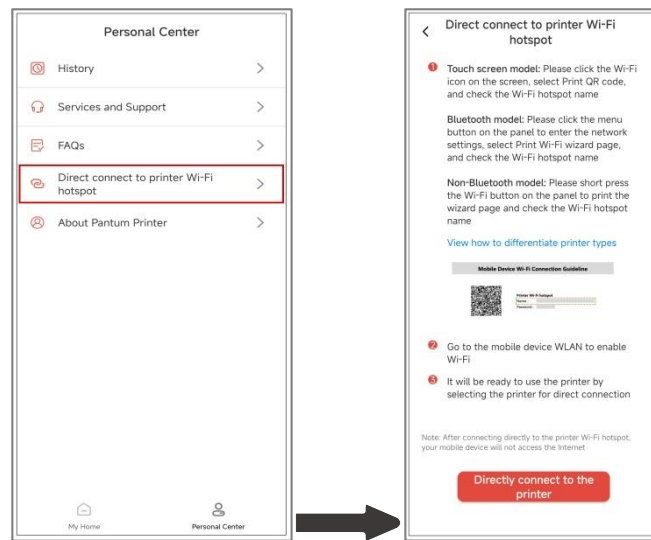 Personal Center
History
Services and Support
FAQs
Direct connect to printer Wi-Fi
hotspot
About Pantum Printer
My Home
Personal Center
Direct connect to printer Wi-Fi
hotspot
1 Touch screen model: Please click the Wi-Fi
icon on the screen, select Print QR code,
and check the Wi-Fi hotspot name
Bluetooth model: Please click the menu
button on the panel to enter the network
settings, select Print Wi-Fi wizard page,
and check the Wi-Fi hotspot name
Non-Bluetooth model: Please short press
the Wi-Fi button on the panel to print the
wizard page and check the Wi-Fi hotspot
name
View how to differentiate printer types
Mobile Device Wi-Fi Connection Guideline
Printer Wi-Fi hotspot
Name
Password
2 Go to the mobile device WLAN to enable
Wi-Fi
3 It will be ready to use the printer by
selecting the printer for direct connection
Note: After connecting directly to the printer Wi-Fi hotspot,
your mobile device will not access the Internet
Directly connect to the
printer